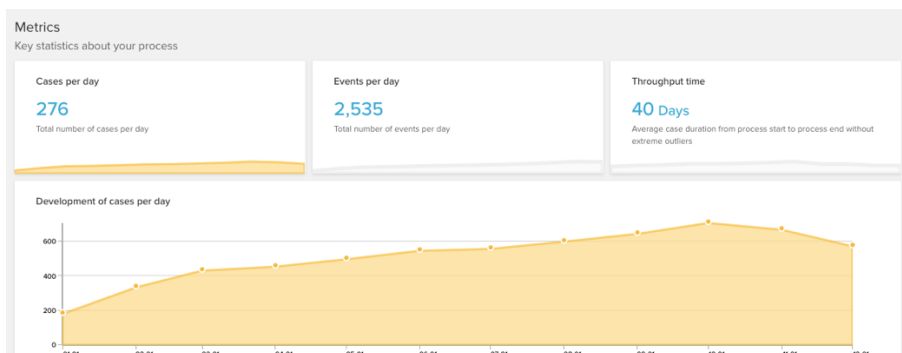 Metrics
Key statistics about your process
Cases per day
276
Total number of cases per day
Events per day
2,535
Total number of events per day
Throughput time
40 Days
Average case duration from process start to process end without
extreme outliers
Development of cases per day
600
400
200
0